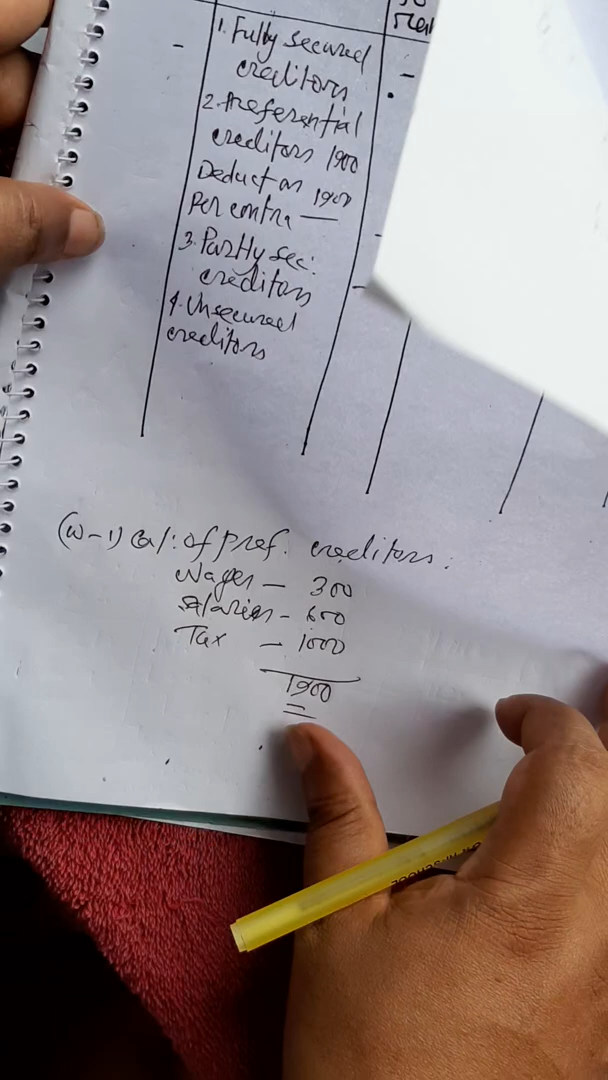 1. Fully secured
creditors
2. Preferential
creditors 1900
Deduct as 1900
Per contra —
3. Partly sec.
creditors
4. Unsecured
creditors
(W-1) Cal: of pref. creditors:
Wages — 300
Salaries - 600
Tax — 1000
1900